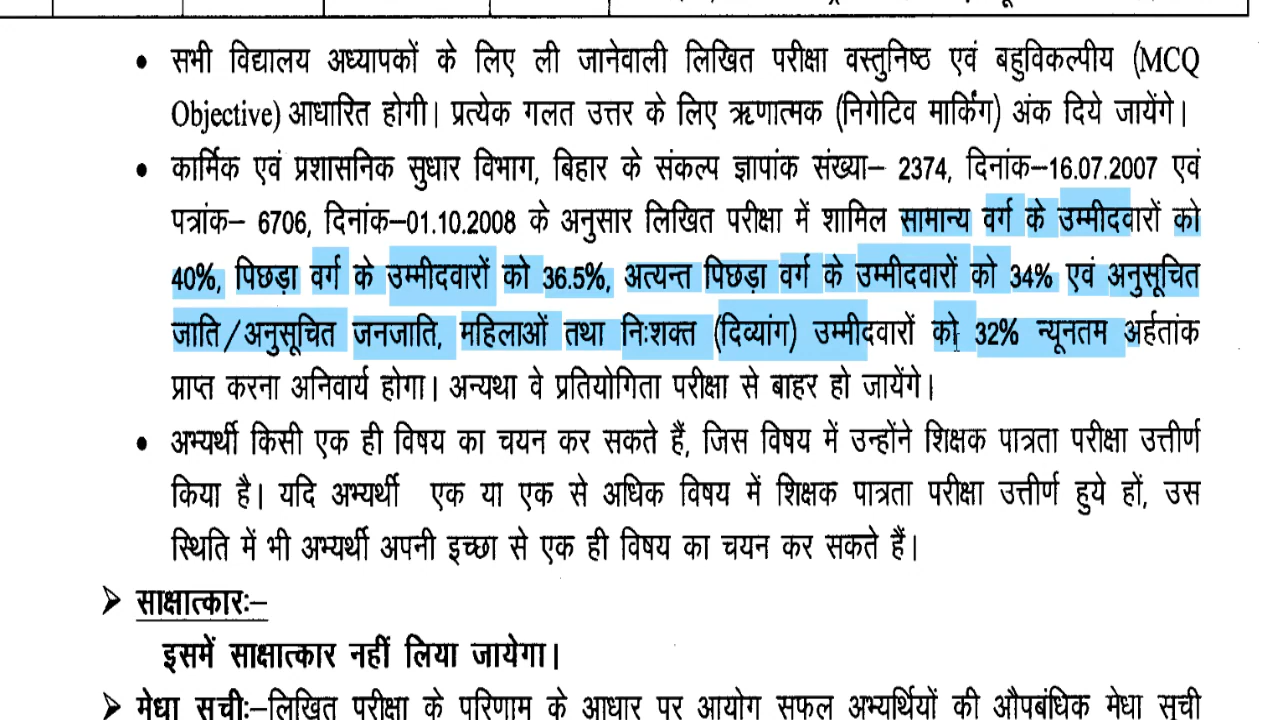 सभी विद्यालय अध्यापकों के लिए ली जानेवाली लिखित परीक्षा वस्तुनिष्ठ एवं बहुविकल्पीय (MCQ
Objective) आधारित होगी। प्रत्येक गलत उत्तर के लिए ऋणात्मक (निगेटिव मार्किंग) अंक दिये जायेंगे।
कार्मिक एवं प्रशासनिक सुधार विभाग, बिहार के संकल्प ज्ञापांक संख्या– 2374, दिनांक–16.07.2007 एवं
पत्रांक– 6706, दिनांक–01.10.2008 के अनुसार लिखित परीक्षा में शामिल सामान्य वर्ग के उम्मीदवारों को
40%, पिछड़ा वर्ग के उम्मीदवारों को 36.5%, अत्यन्त पिछड़ा वर्ग के उम्मीदवारों को 34% एवं अनुसूचित
जाति/अनुसूचित जनजाति, महिलाओं तथा निःशक्त (दिव्यांग) उम्मीदवारों को 32% न्यूनतम अर्हतांक
प्राप्त करना अनिवार्य होगा। अन्यथा वे प्रतियोगिता परीक्षा से बाहर हो जायेंगे।
अभ्यर्थी किसी एक ही विषय का चयन कर सकते हैं, जिस विषय में उन्होंने शिक्षक पात्रता परीक्षा उत्तीर्ण
किया है। यदि अभ्यर्थी एक या एक से अधिक विषय में शिक्षक पात्रता परीक्षा उत्तीर्ण हुये हों, उस
स्थिति में भी अभ्यर्थी अपनी इच्छा से एक ही विषय का चयन कर सकते हैं।
साक्षात्कारः–
इसमें साक्षात्कार नहीं लिया जायेगा।
मेधा सूचीः–लिखित परीक्षा के परिणाम के आधार पर आयोग सफल अभ्यर्थियों की औपबंधिक मेधा सूची